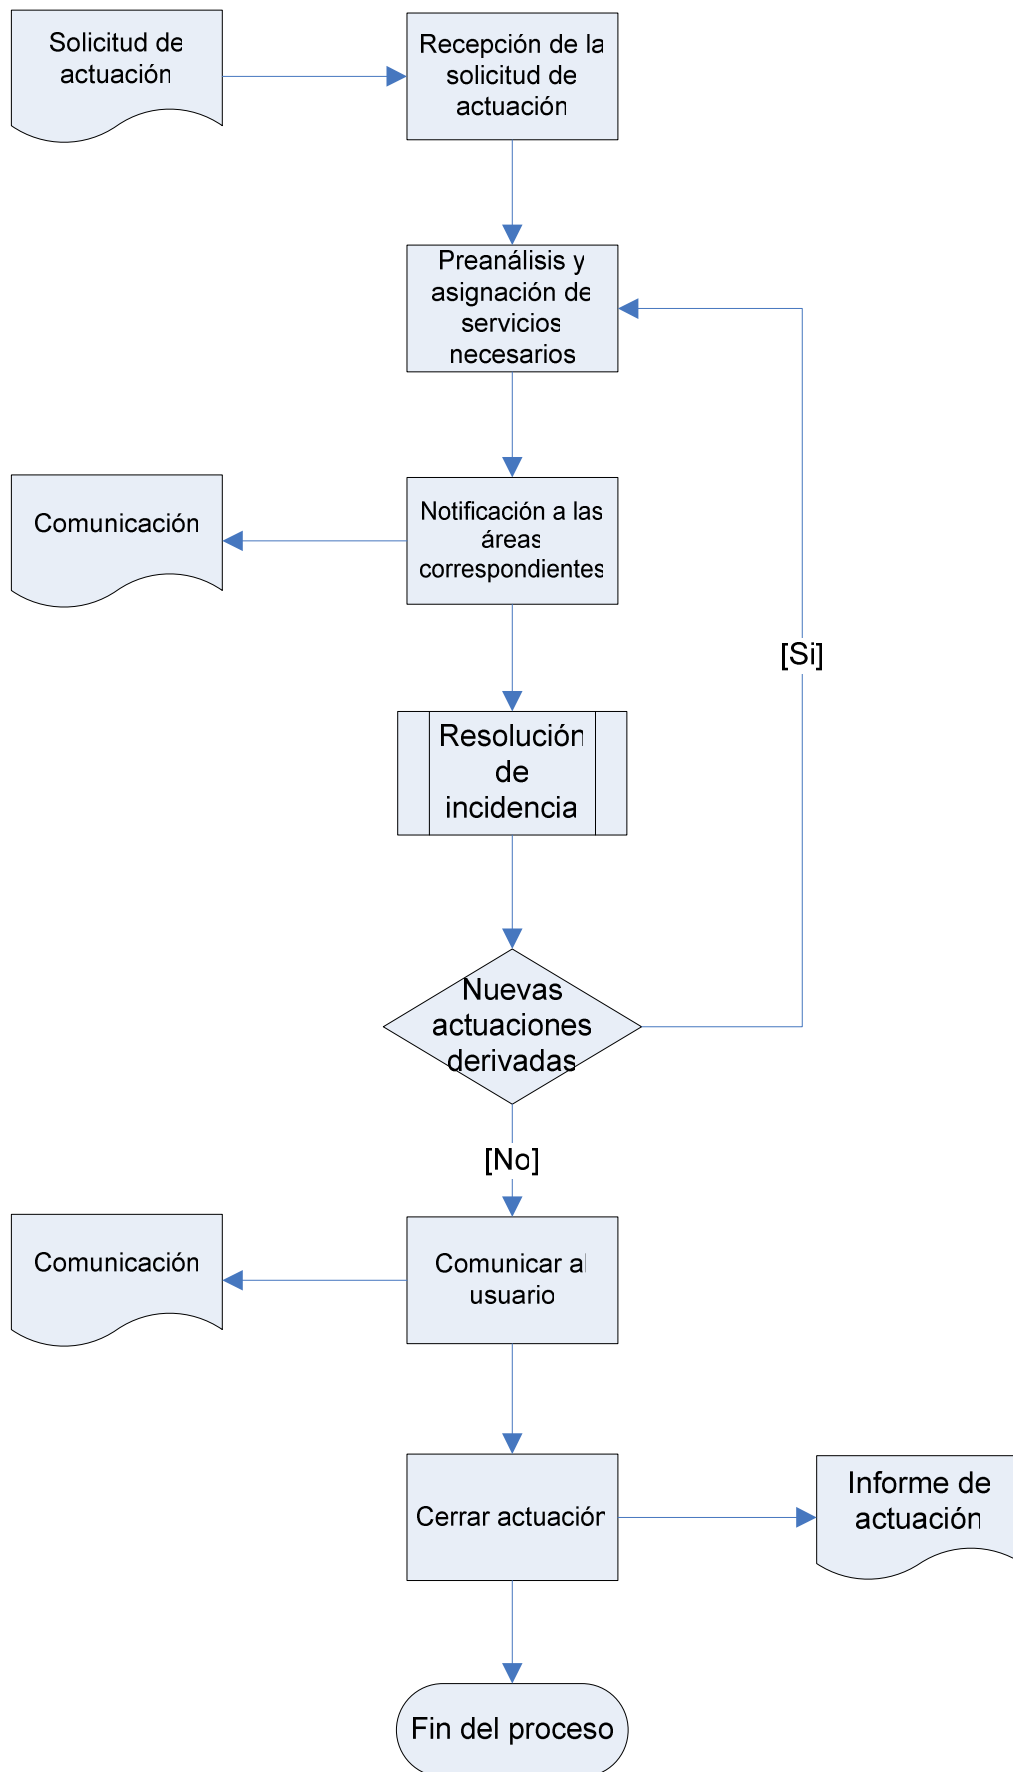 Solicitud de
actuación
Recepción de la
solicitud de
actuación
Preanálisis y
asignación de
servicios
necesarios
Comunicación
Notificación a las
áreas
correspondientes
[Si]
Resolución
de
incidencia
Nuevas
actuaciones
derivadas
[No]
Comunicación
Comunicar al
usuario
Cerrar actuación
Informe de
actuación
Fin del proceso